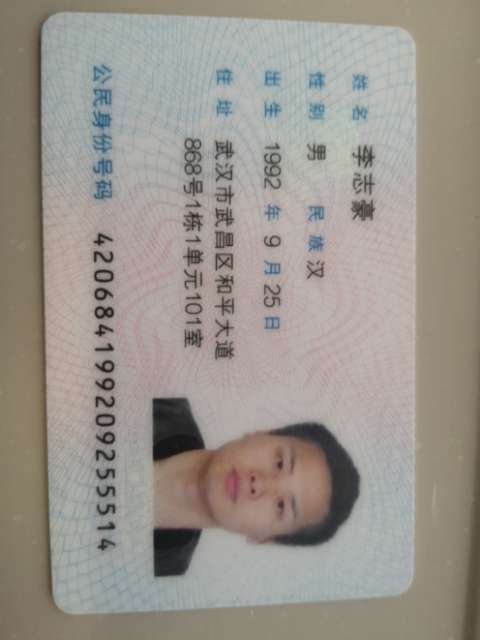 姓名 李志豪
性别 男 民族 汉
出生 1992 年 9 月 25 日
住址 武汉市武昌区和平大道
868号1栋1单元101室
公民身份号码 420684199209255514